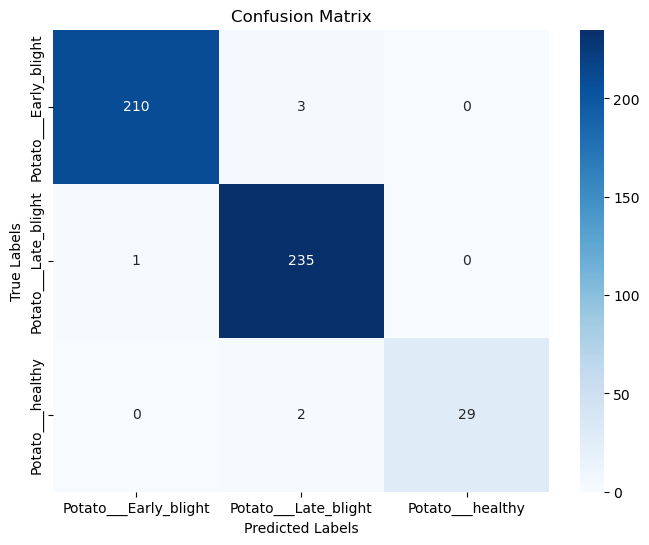 Confusion Matrix
True Labels
Potato___Early_blight
210
3
0
Potato___Late_blight
1
235
0
Potato___healthy
0
2
29
Potato___Early_blight
Potato___Late_blight
Potato___healthy
Predicted Labels
200
150
100
50
0